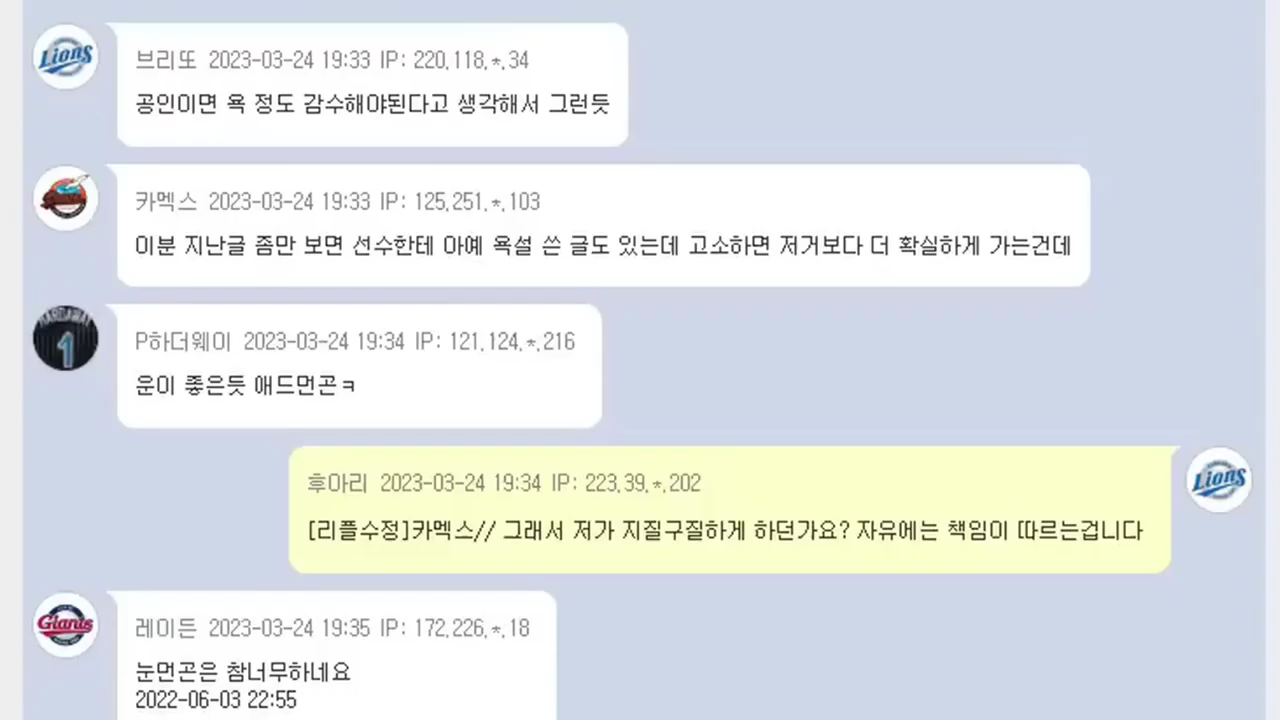 Lions
브리또 2023-03-24 19:33 IP: 220.118.*.34
공인이면 욕 정도 감수해야된다고 생각해서 그런듯
카멕스 2023-03-24 19:33 IP: 125.251.*.103
이분 지난글 좀만 보면 선수한테 아예 욕설 쓴 글도 있는데 고소하면 저거보다 더 확실하게 가는건데
HARDAWAY
1
P하더웨이 2023-03-24 19:34 IP: 121.124.*.216
운이 좋은듯 애드먼곤ㅋ
후아리 2023-03-24 19:34 IP: 223.39.*.202
Lions
[리플수정]카멕스// 그래서 저가 지질구질하게 하던가요? 자유에는 책임이 따르는겁니다
Giants
레이든 2023-03-24 19:35 IP: 172.226.*.18
눈먼곤은 참너무하네요
2022-06-03 22:55